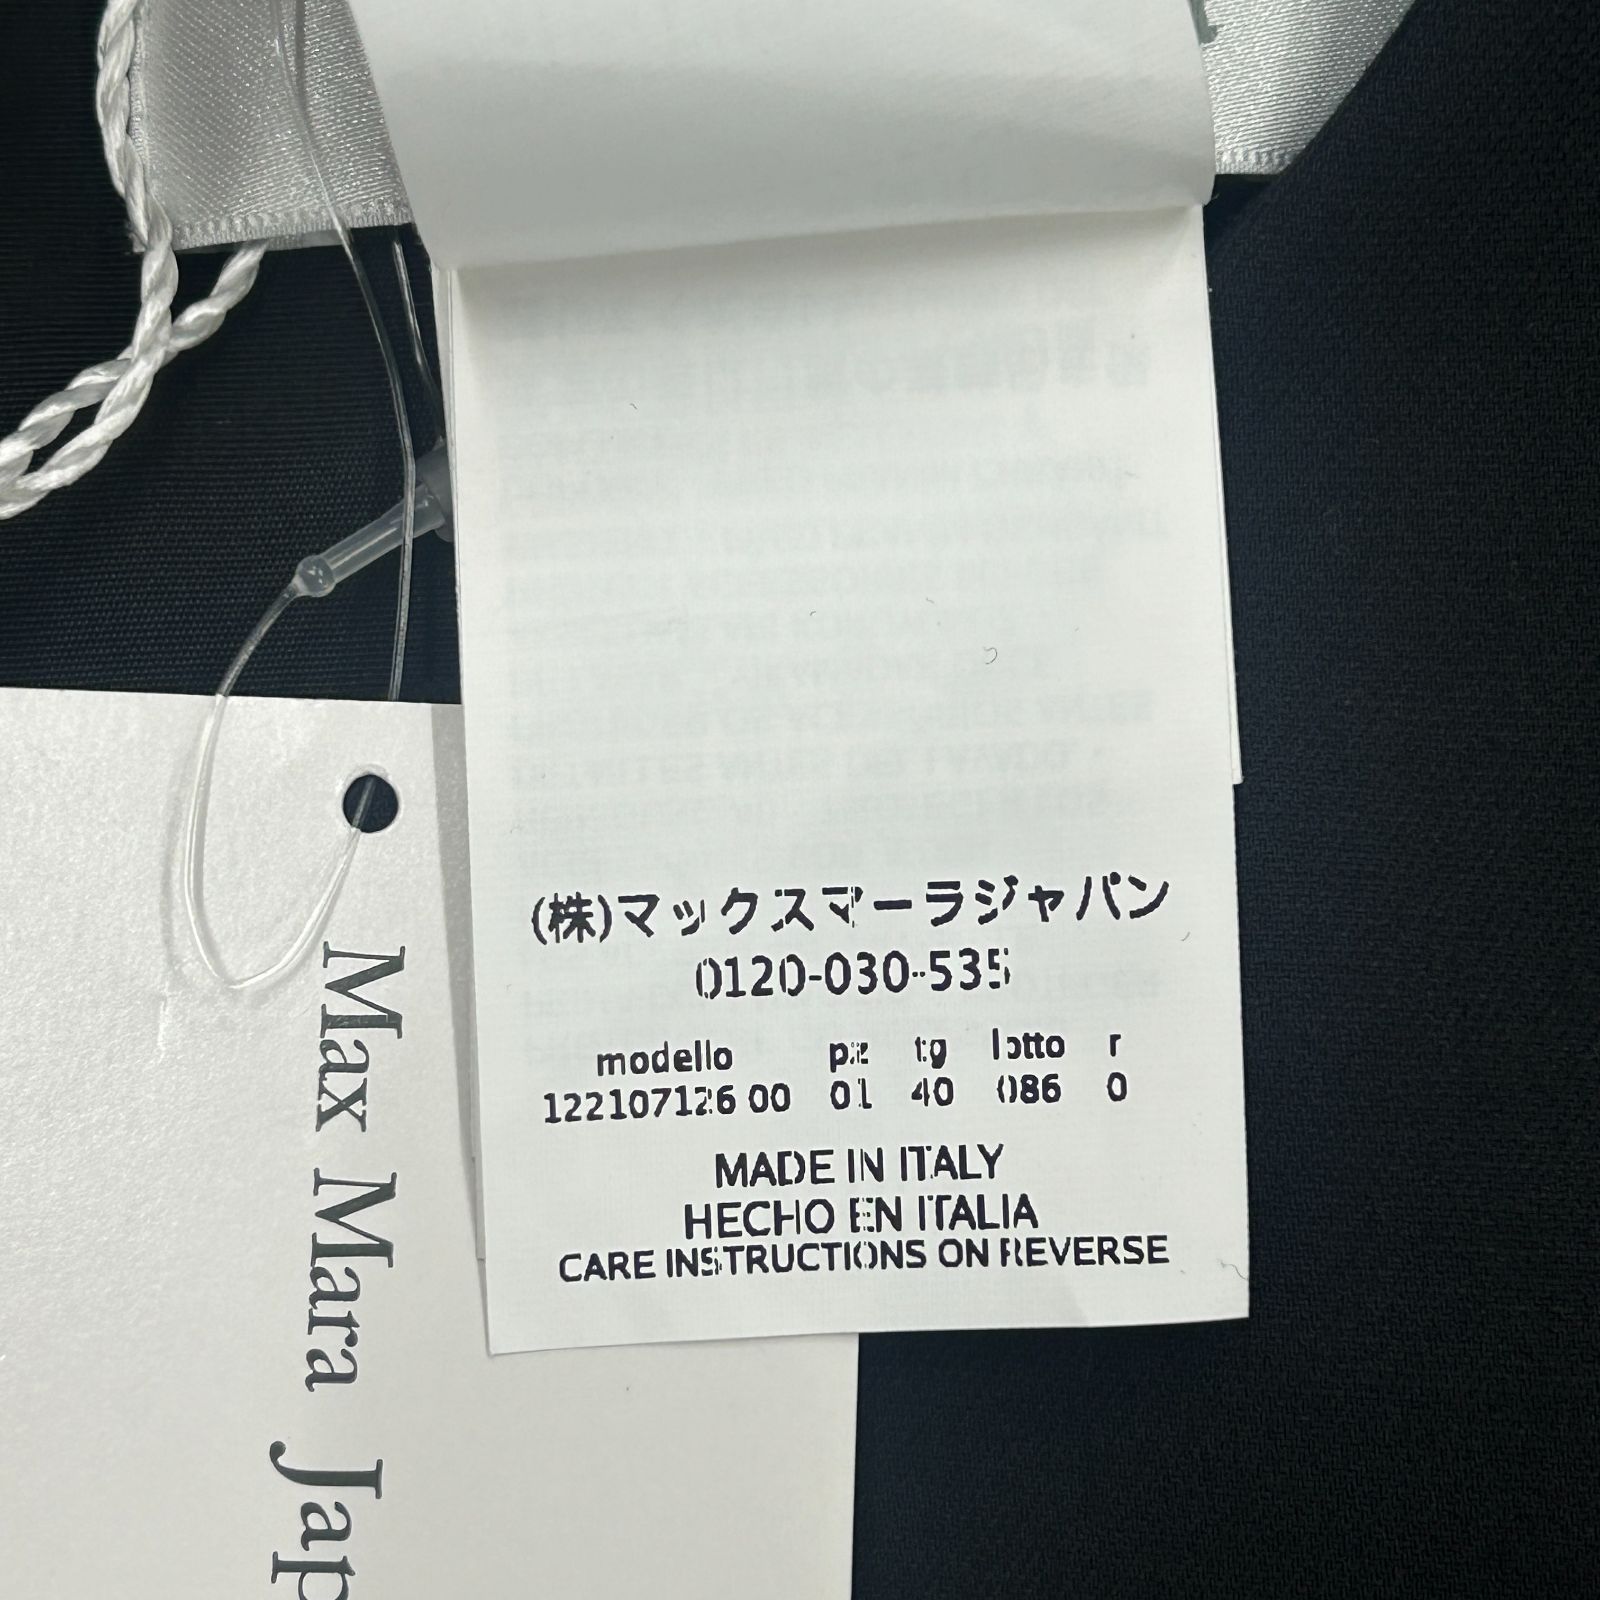 (株)マックスマーラジャパン
0120-030-535
modello pz tg lotto r
122107126 00 01 40 086 0
MADE IN ITALY
HECHO EN ITALIA
CARE INSTRUCTIONS ON REVERSE
Max Mara Jap